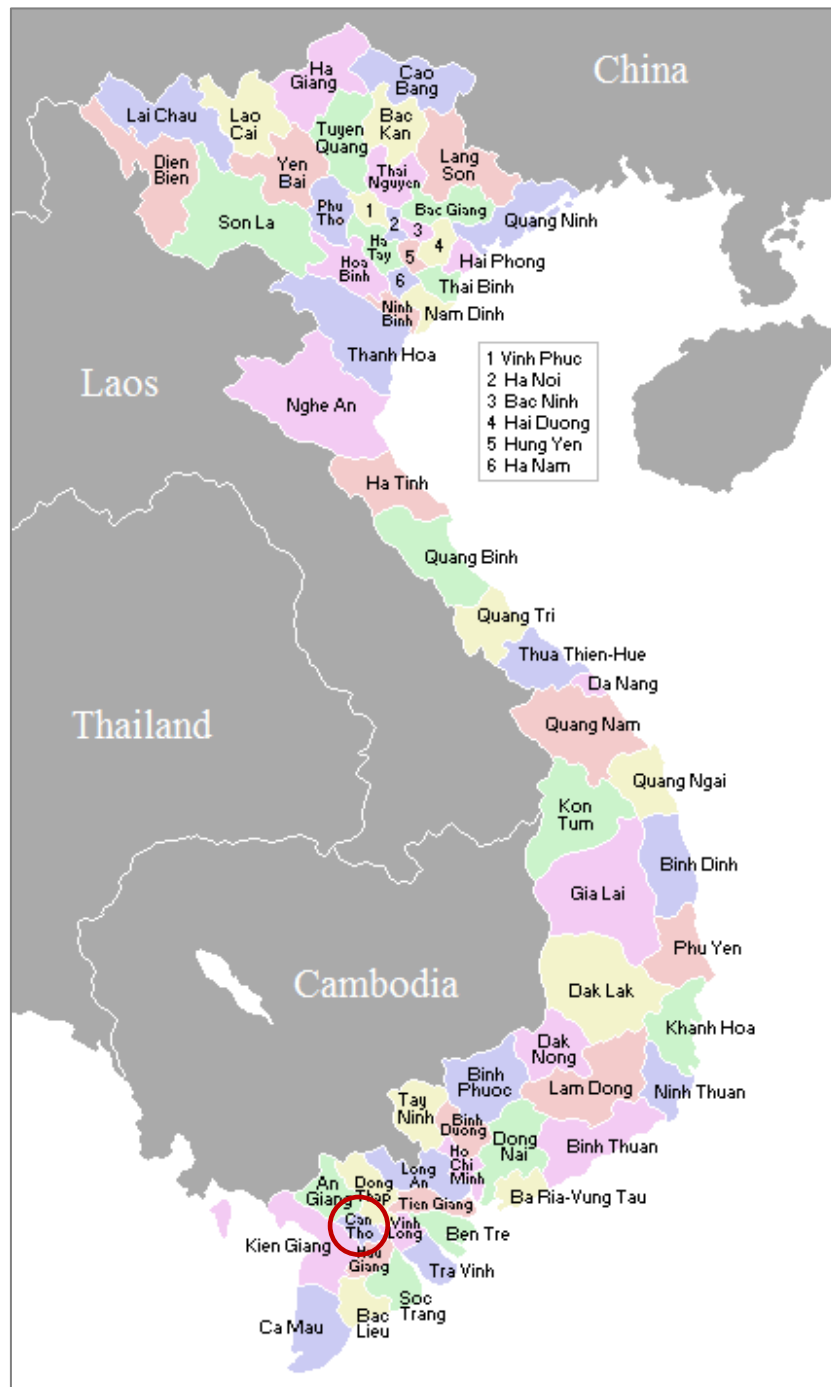 China
Ha
Giang
Cao
Bang
Lai Chau
Lao
Cai
Tuyen
Quang
Bac
Kan
Lang
Son
Dien
Bien
Yen
Bai
Thai
Nguyen
Son La
Phu
Tho
1
2
3
4
5
6
Bac Giang
Quang Ninh
Ha
Tay
Hoa
Binh
Hai Phong
Thai Binh
Ninh
Binh
Nam Dinh
Thanh Hoa
Laos
Nghe An
1 Vinh Phuc
2 Ha Noi
3 Bac Ninh
4 Hai Duong
5 Hung Yen
6 Ha Nam
Ha Tinh
Quang Binh
Quang Tri
Thua Thien-Hue
Da Nang
Thailand
Quang Nam
Quang Ngai
Kon
Tum
Binh Dinh
Gia Lai
Phu Yen
Cambodia
Dak Lak
Khanh Hoa
Dak
Nong
Binh
Phuoc
Lam Dong
Ninh Thuan
Tay
Ninh
Binh
Duong
Dong
Nai
Binh Thuan
Ho
Chi
Minh
Long
An
An
Giang
Dong
Thap
Tien Giang
Ba Ria-Vung Tau
Can
Tho
Vinh
Long
Ben Tre
Kien Giang
Hau
Giang
Tra Vinh
Soc
Trang
Bac
Lieu
Ca Mau